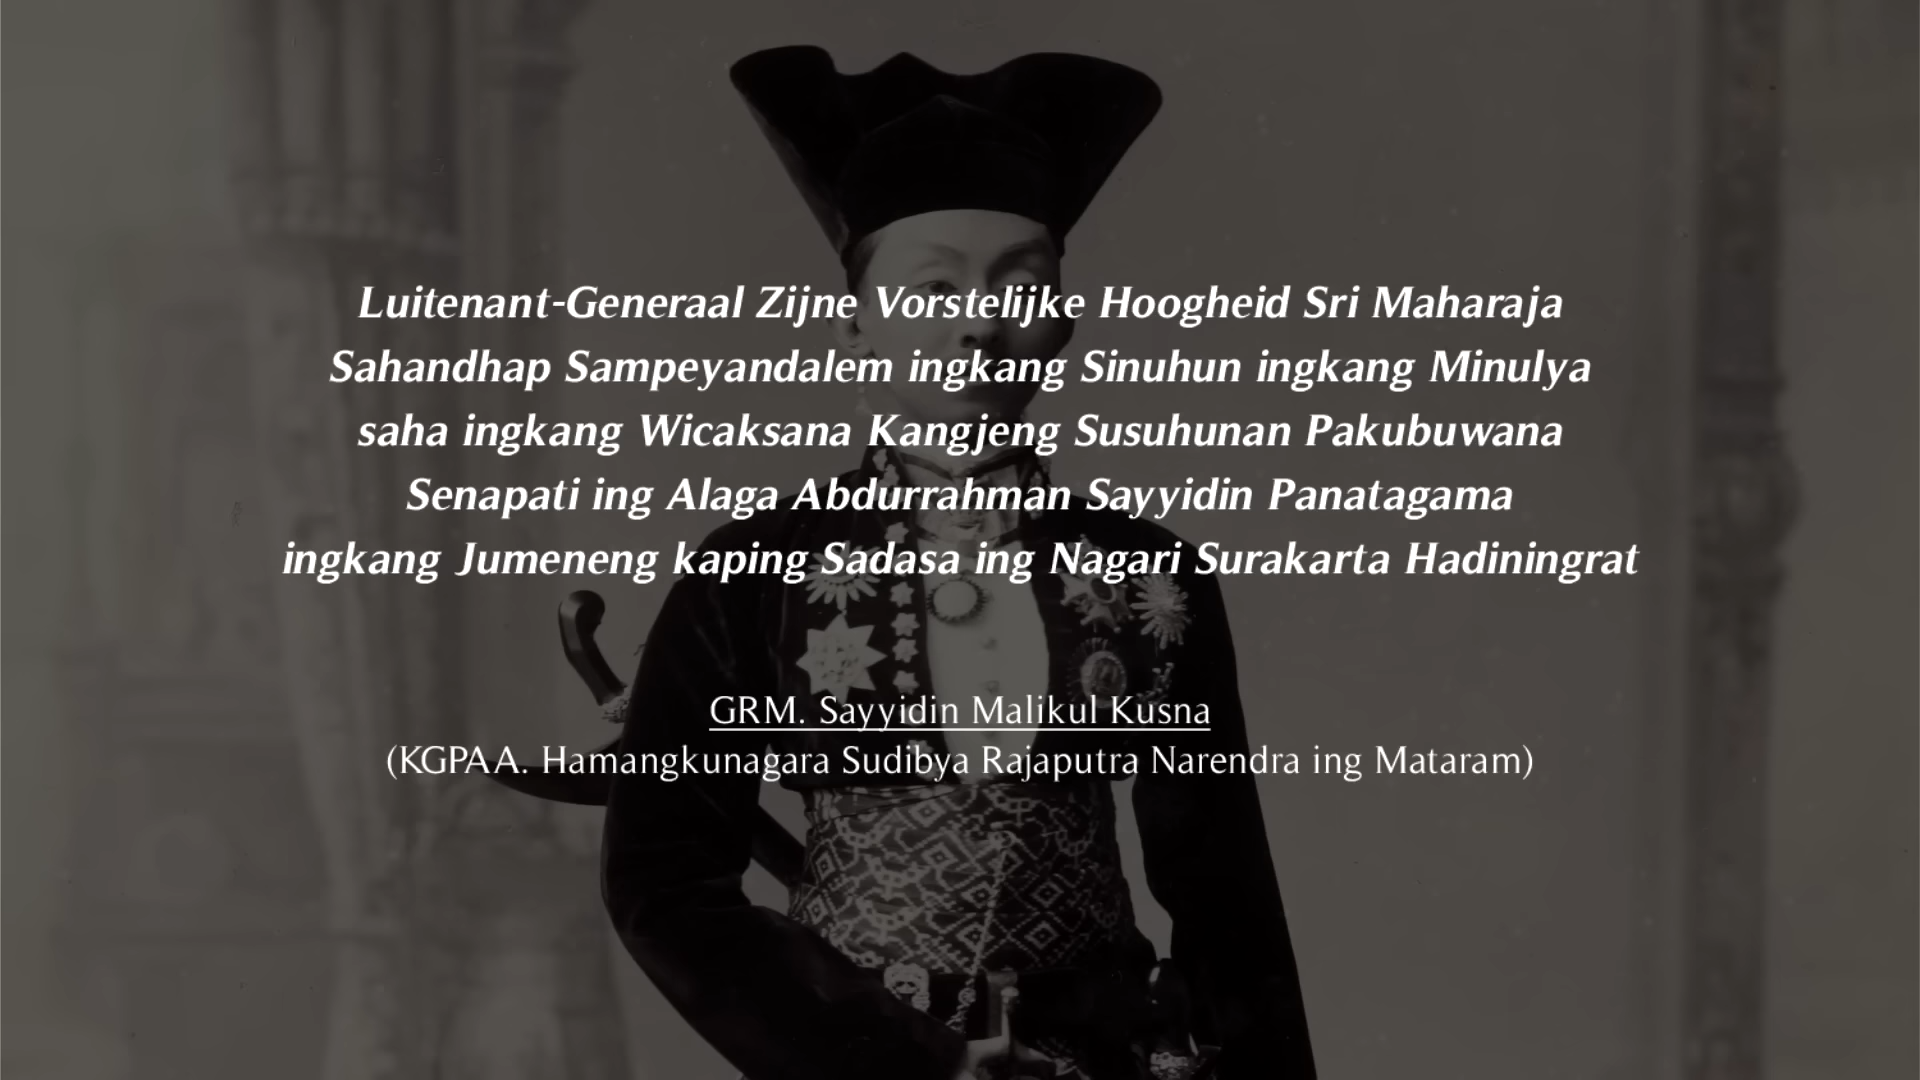 Luitenant-Generaal Zijne Vorstelijke Hoogheid Sri Maharaja
Sahandhap Sampeyandalem ingkang Sinuhun ingkang Minulya
saha ingkang Wicaksana Kangjeng Susuhunan Pakubuwana
Senapati ing Alaga Abdurrahman Sayyidin Panatagama
ingkang Jumeneng kaping Sadasa ing Nagari Surakarta Hadiningrat
GRM. Sayyidin Malikul Kusna
(KGPAA. Hamangkunagara Sudibya Rajaputra Narendra ing Mataram)